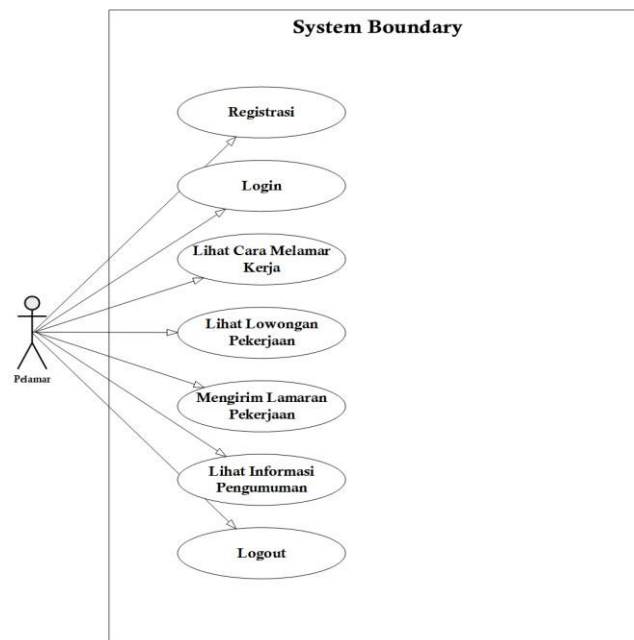 System Boundary
Registrasi
Login
Lihat Cara Melamar
Kerja
Lihat Lowongan
Pekerjaan
Pelamar
Mengirim Lamaran
Pekerjaan
Lihat Informasi
Pengumuman
Logout